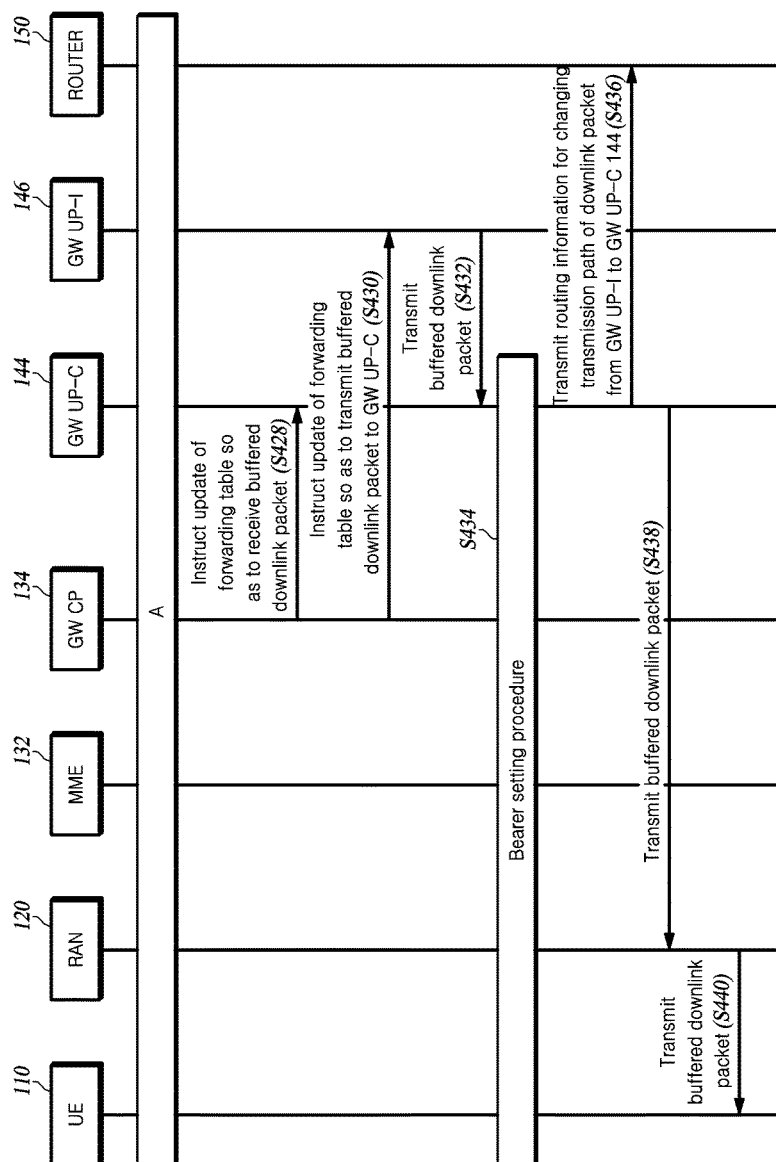 110
120
132
134
144
146
150
UE
RAN
MME
GW CP
GW UP-C
GW UP-I
ROUTER
A
Instruct update of
forwarding table so
as to receive buffered
downlink packet (S428)
Instruct update of forwarding
table so as to transmit buffered
downlink packet to GW UP-C (S430)
Transmit
buffered downlink
packet (S432)
S434
Bearer setting procedure
Transmit routing information for changing
transmission path of downlink packet
from GW UP-I to GW UP-C 144 (S436)
Transmit buffered downlink packet (S438)
Transmit
buffered downlink
packet (S440)